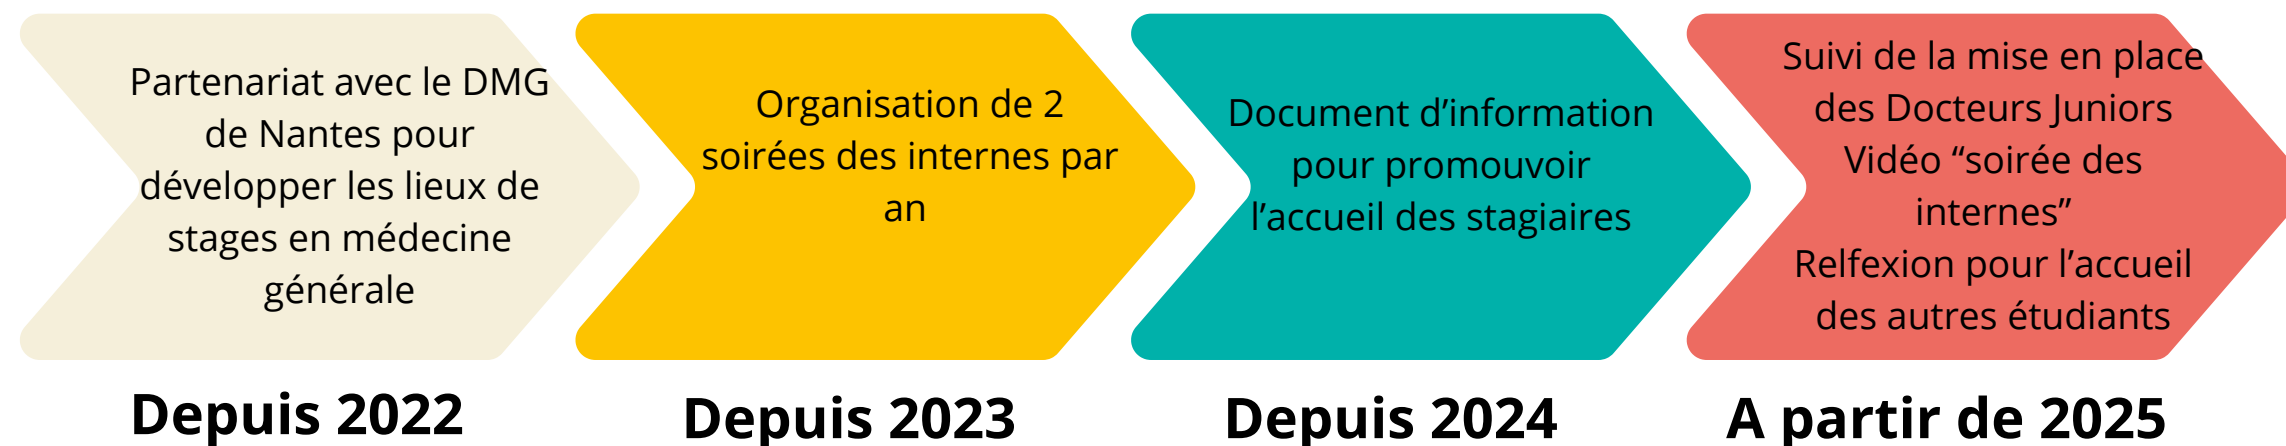 Partenariat avec le DMG
de Nantes pour
développer les lieux de
stages en médecine
générale
Depuis 2022
Organisation de 2
soirées des internes par
an
Depuis 2023
Document d’information
pour promouvoir
l’accueil des stagiaires
Depuis 2024
Suivi de la mise en place
des Docteurs Juniors
Vidéo “soirée des
internes”
Relfexion pour l’accueil
des autres étudiants
A partir de 2025